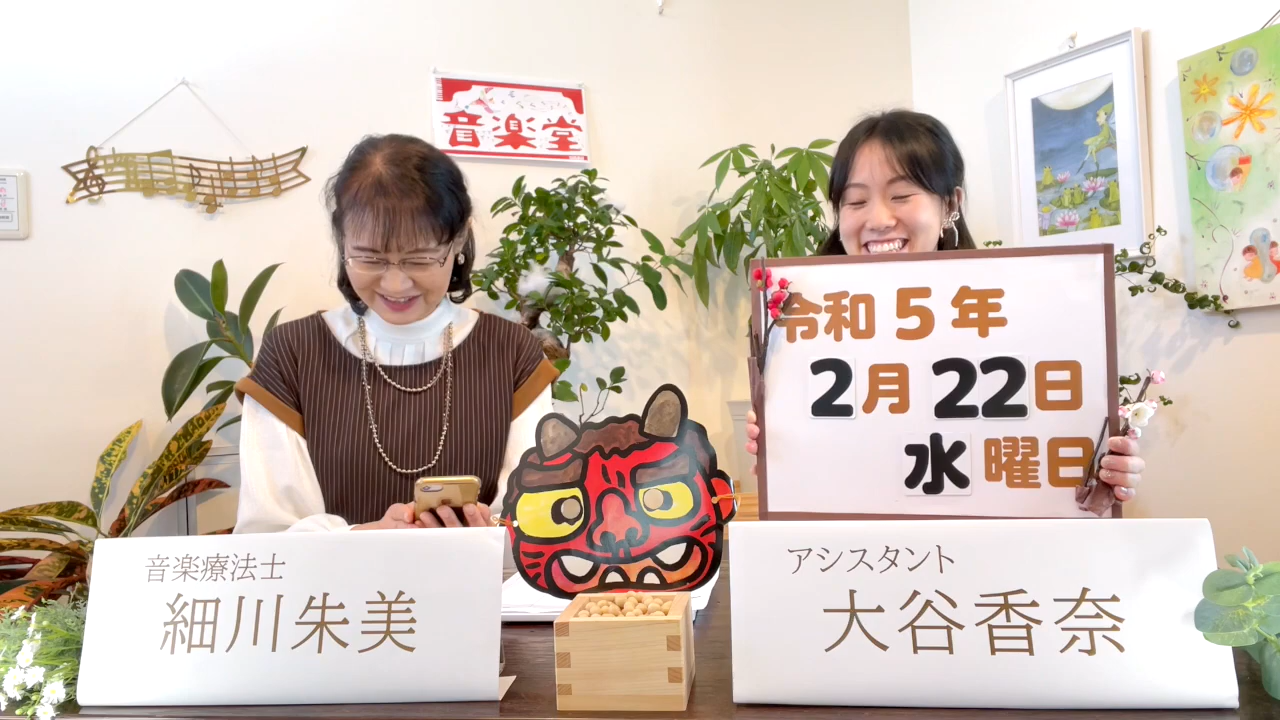 音楽堂
令和5年
2月22日
水曜日
音楽療法士
細川朱美
アシスタント
大谷香奈